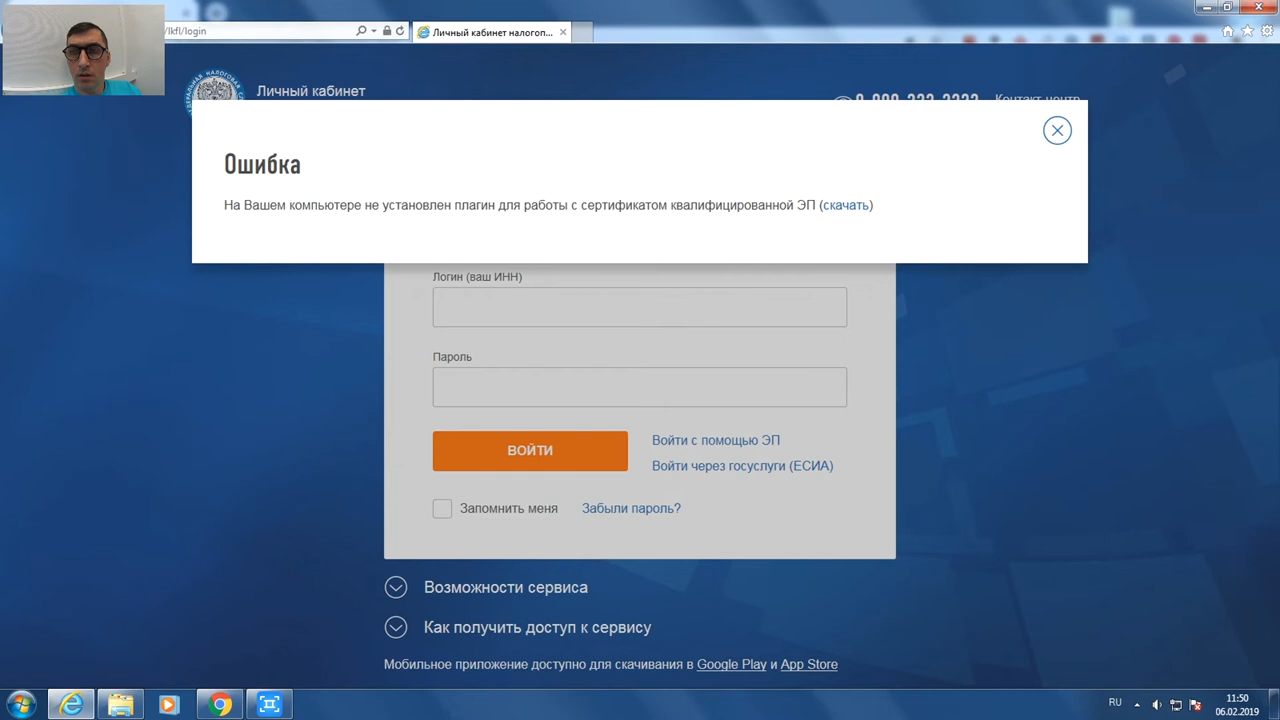 /lkfl/login
Личный кабинет налогоп...
Личный кабинет
Ошибка
На Вашем компьютере не установлен плагин для работы с сертификатом квалифицированной ЭП (скачать)
Логин (ваш ИНН)
Пароль
ВОЙТИ
Войти с помощью ЭП
Войти через госуслуги (ЕСИА)
Запомнить меня
Забыли пароль?
Возможности сервиса
Как получить доступ к сервису
Мобильное приложение доступно для скачивания в Google Play и App Store
RU
11:50
06.02.2019